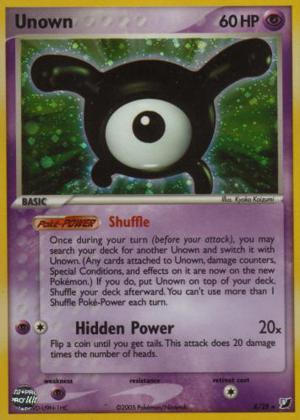 Unown
60 HP
Illus. Kyoko Koizumi
BASIC
Poké-POWER Shuffle
Once during your turn (before your attack), you may
search your deck for another Unown and switch it with
Unown. (Any cards attached to Unown, damage counters,
Special Conditions, and effects on it are now on the new
Pokémon.) If you do, put Unown on top of your deck.
Shuffle your deck afterward. You can't use more than 1
Shuffle Poké-Power each turn.
Hidden Power 20x
Flip a coin until you get tails. This attack does 20 damage
times the number of heads.
weakness resistance retreat cost
©2005 Pokémon/Nintendo